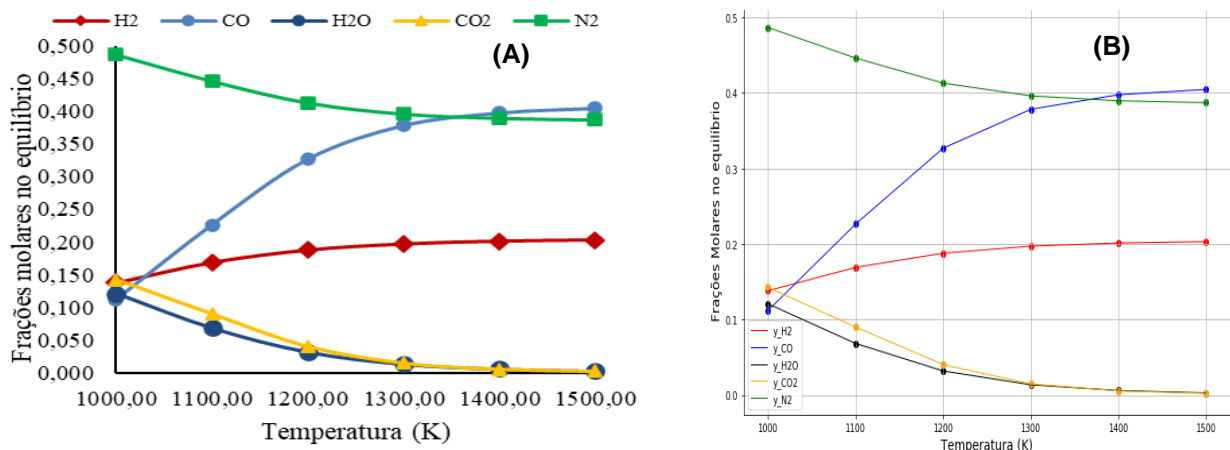 H2 CO H2O CO2 N2
(A)
Frações molares no equilíbrio
0,500
0,450
0,400
0,350
0,300
0,250
0,200
0,150
0,100
0,050
0,000
1000,00 1100,00 1200,00 1300,00 1400,00 1500,00
Temperatura (K)
(B)
Frações Molares no equilíbrio
0.5
0.4
0.3
0.2
0.1
0.0
y_H2
y_CO
y_H2O
y_CO2
y_N2
1000 1100 1200 1300 1400 1500
Temperatura (K)